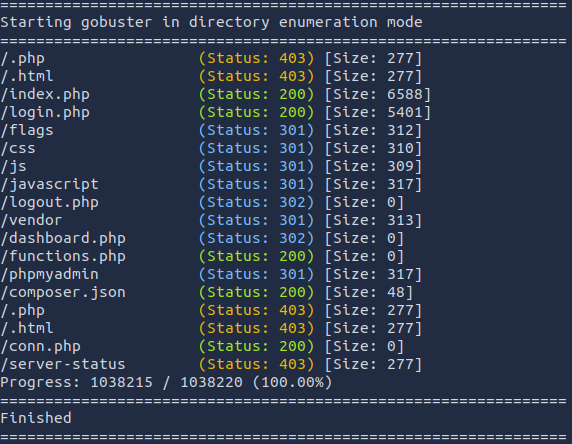 ===============================================================
Starting gobuster in directory enumeration mode
===============================================================
/.php                 (Status: 403) [Size: 277]
/.html                (Status: 403) [Size: 277]
/index.php            (Status: 200) [Size: 6588]
/login.php            (Status: 200) [Size: 5401]
/flags                (Status: 301) [Size: 312]
/css                  (Status: 301) [Size: 310]
/js                   (Status: 301) [Size: 309]
/javascript           (Status: 301) [Size: 317]
/logout.php           (Status: 302) [Size: 0]
/vendor               (Status: 301) [Size: 313]
/dashboard.php        (Status: 302) [Size: 0]
/functions.php        (Status: 200) [Size: 0]
/phpmyadmin           (Status: 301) [Size: 317]
/composer.json        (Status: 200) [Size: 48]
/.php                 (Status: 403) [Size: 277]
/.html                (Status: 403) [Size: 277]
/conn.php             (Status: 200) [Size: 0]
/server-status        (Status: 403) [Size: 277]
Progress: 1038215 / 1038220 (100.00%)
===============================================================
Finished
===============================================================